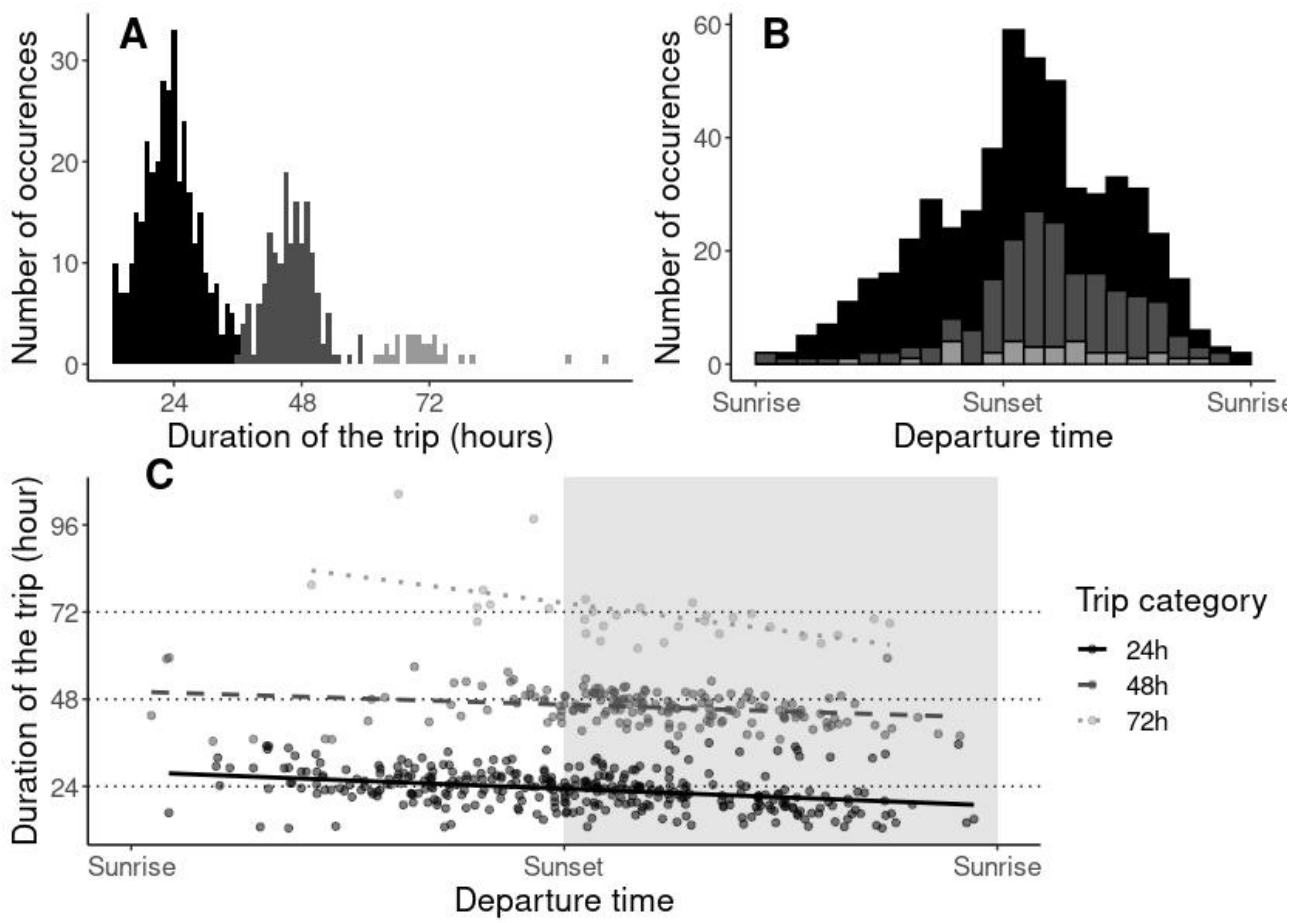 A
B
Number of occurences
30
20
10
0
24 48 72
Duration of the trip (hours)
Number of occurences
60
40
20
0
Sunrise Sunset Sunrise
Departure time
C
Duration of the trip (hour)
96
72
48
24
Sunrise Sunset Sunrise
Departure time
Trip category
24h
48h
72h